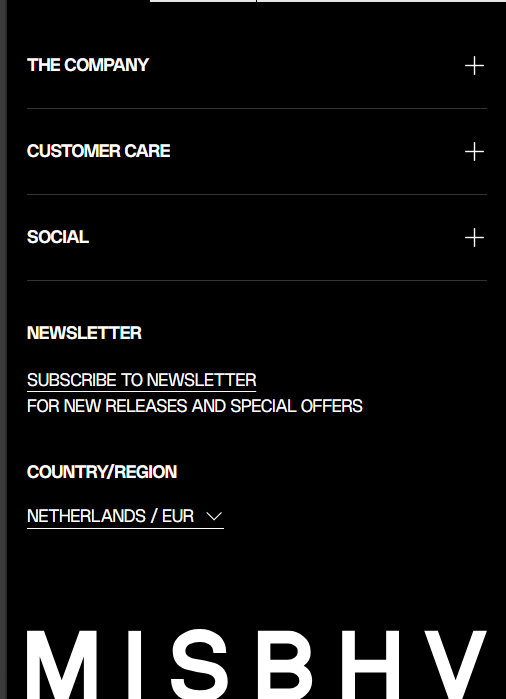 THE COMPANY
CUSTOMER CARE
SOCIAL
NEWSLETTER
SUBSCRIBE TO NEWSLETTER
FOR NEW RELEASES AND SPECIAL OFFERS
COUNTRY/REGION
NETHERLANDS / EUR
MISBHV